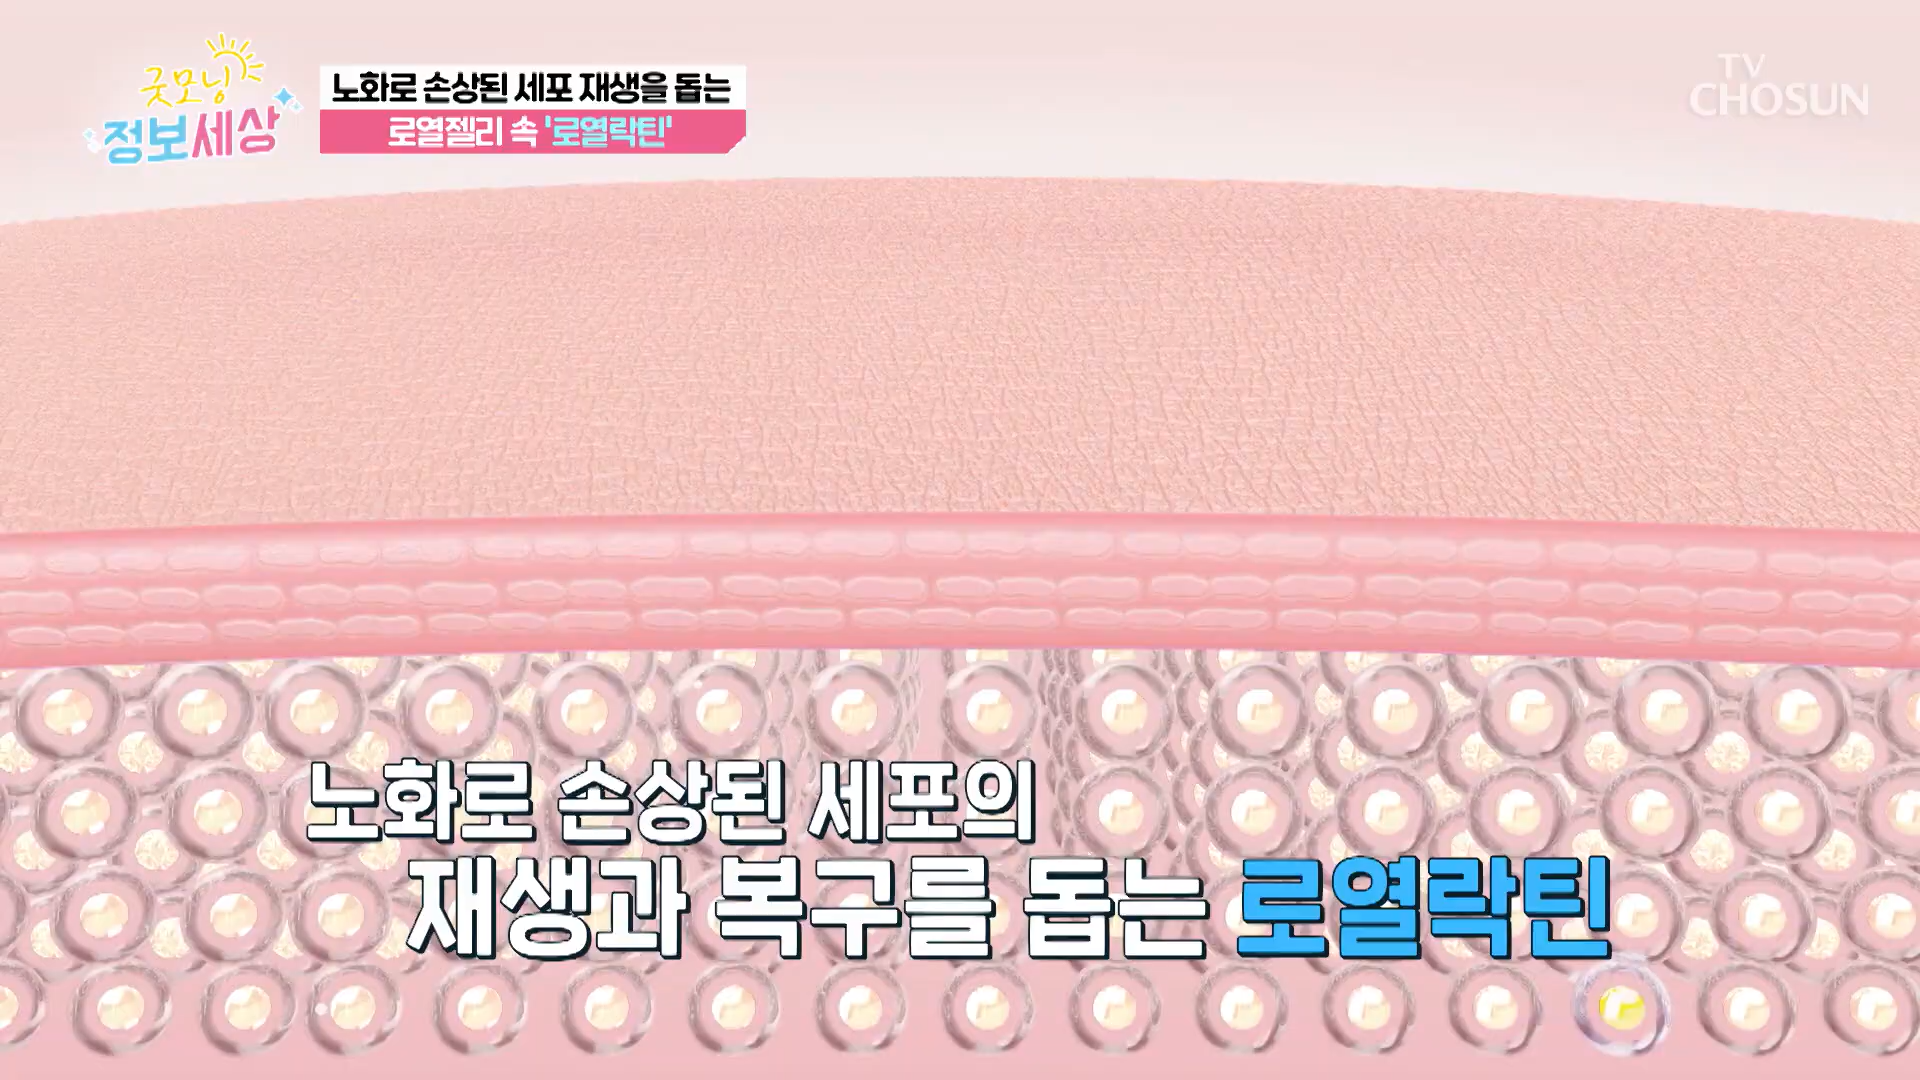 굿모닝
정보세상
노화로 손상된 세포 재생을 돕는
로열젤리 속 '로열락틴'
TV
CHOSUN
노화로 손상된 세포의
재생과 복구를 돕는 로열락틴